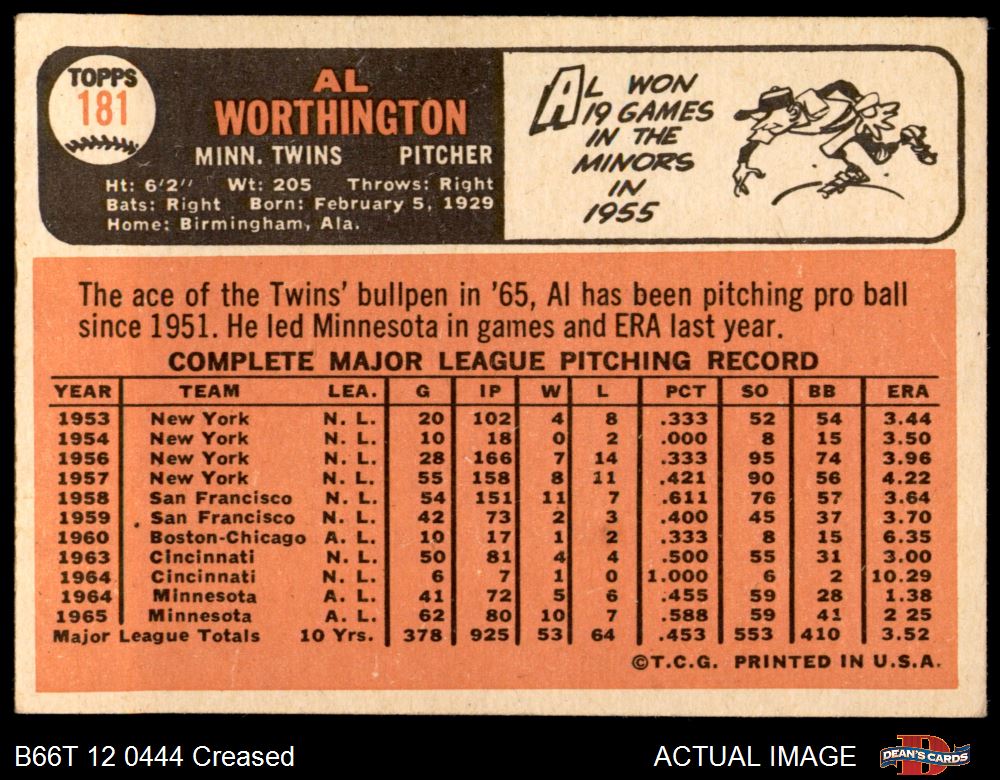 TOPPS
181
AL
WORTHINGTON
MINN. TWINS PITCHER
Ht: 6'2" Wt: 205 Throws: Right
Bats: Right Born: February 5, 1929
Home: Birmingham, Ala.
AL WON
19 GAMES
IN THE
MINORS
IN
1955
The ace of the Twins' bullpen in '65, Al has been pitching pro ball
since 1951. He led Minnesota in games and ERA last year.
COMPLETE MAJOR LEAGUE PITCHING RECORD
YEAR TEAM LEA. G IP W L PCT SO BB ERA
1953 New York N. L. 20 102 4 8 .333 52 54 3.44
1954 New York N. L. 10 18 0 2 .000 8 15 3.50
1956 New York N. L. 28 166 7 14 .333 95 74 3.96
1957 New York N. L. 55 158 8 11 .421 90 56 4.22
1958 San Francisco N. L. 54 151 11 7 .611 76 57 3.64
1959 San Francisco N. L. 42 73 2 3 .400 45 37 3.70
1960 Boston-Chicago A. L. 10 17 1 2 .333 8 15 6.35
1963 Cincinnati N. L. 50 81 4 4 .500 55 31 3.00
1964 Cincinnati N. L. 6 7 1 0 1.000 6 2 10.29
1964 Minnesota A. L. 41 72 5 6 .455 59 28 1.38
1965 Minnesota A. L. 62 80 10 7 .588 59 41 2 25
Major League Totals 10 Yrs. 378 925 53 64 .453 553 410 3.52
©T.C.G. PRINTED IN U.S.A.
B66T 12 0444 Creased ACTUAL IMAGE
DEAN'S CARDS